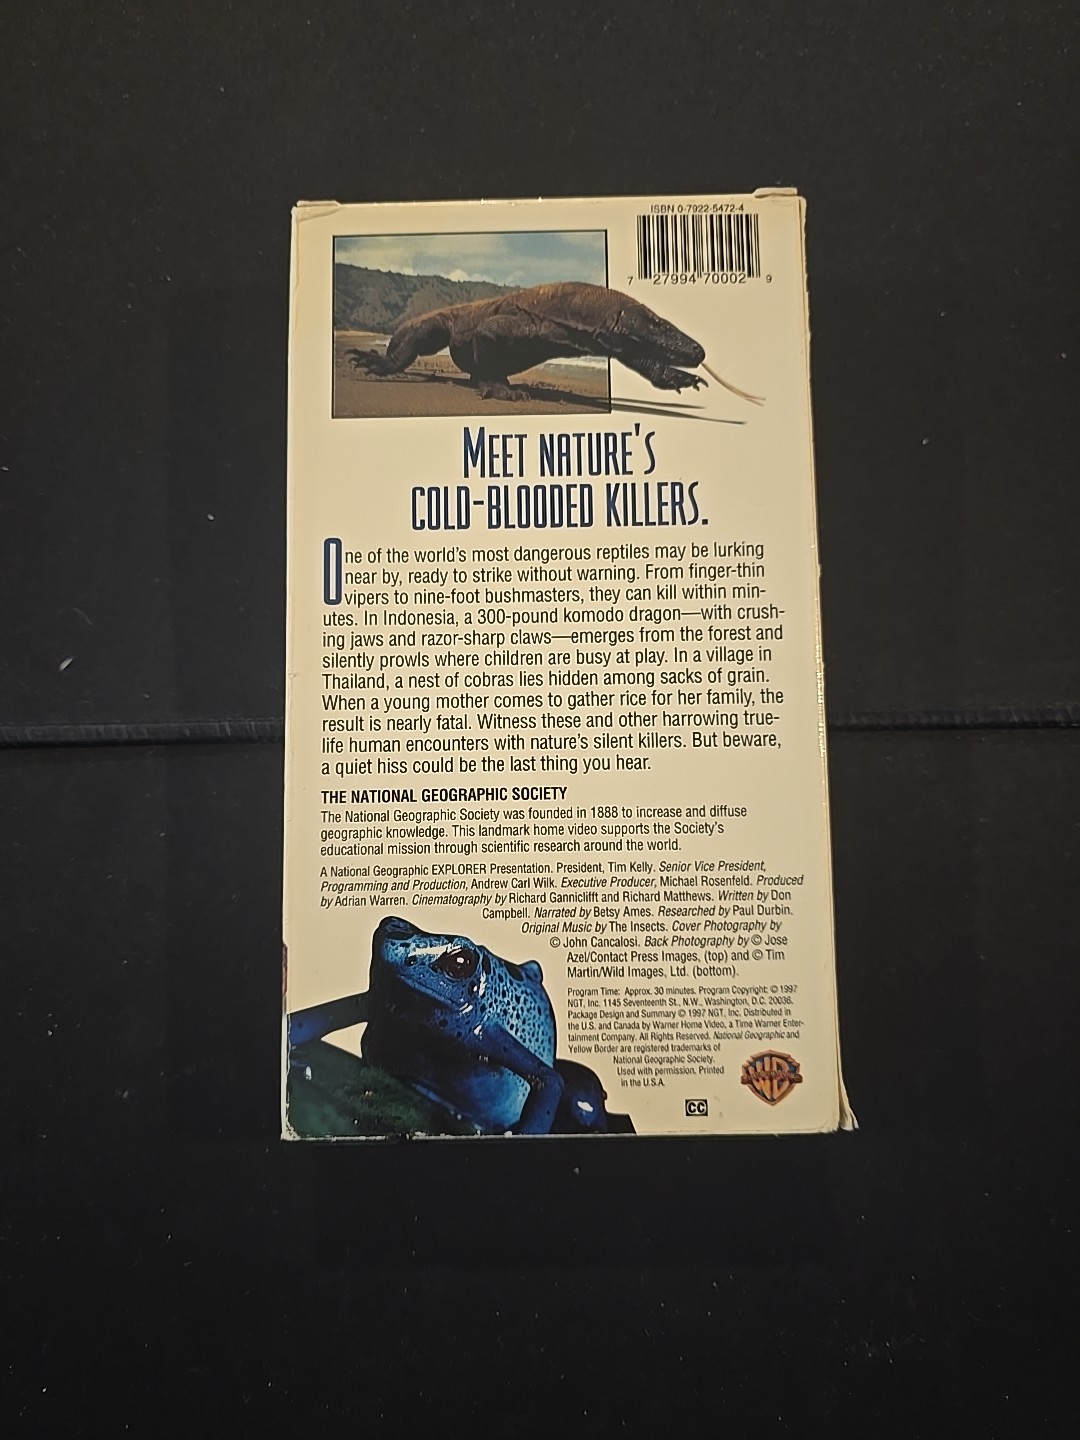 ISBN 0-7922-5472-4
7 27994 70002 9
MEET NATURE'S
COLD-BLOODED KILLERS.
One of the world's most dangerous reptiles may be lurking
near by, ready to strike without warning. From finger-thin
vipers to nine-foot bushmasters, they can kill within min-
utes. In Indonesia, a 300-pound komodo dragon—with crush-
ing jaws and razor-sharp claws—emerges from the forest and
silently prowls where children are busy at play. In a village in
Thailand, a nest of cobras lies hidden among sacks of grain.
When a young mother comes to gather rice for her family, the
result is nearly fatal. Witness these and other harrowing true-
life human encounters with nature's silent killers. But beware,
a quiet hiss could be the last thing you hear.
THE NATIONAL GEOGRAPHIC SOCIETY
The National Geographic Society was founded in 1888 to increase and diffuse
geographic knowledge. This landmark home video supports the Society's
educational mission through scientific research around the world.
A National Geographic EXPLORER Presentation. President, Tim Kelly. Senior Vice President,
Programming and Production, Andrew Carl Wilk. Executive Producer, Michael Rosenfeld. Produced
by Adrian Warren. Cinematography by Richard Ganniclifft and Richard Matthews. Written by Don
Campbell. Narrated by Betsy Ames. Researched by Paul Durbin.
Original Music by The Insects. Cover Photography by
© John Cancalosi. Back Photography by © Jose
Azel/Contact Press Images, (top) and © Tim
Martin/Wild Images, Ltd. (bottom).
Program Time: Approx. 30 minutes. Program Copyright: © 1997
NGT, Inc. 1145 Seventeenth St., N.W., Washington, D.C. 20036.
Package Design and Summary © 1997 NGT, Inc. Distributed in
the U.S. and Canada by Warner Home Video, a Time Warner Enter-
tainment Company. All Rights Reserved. National Geographic and
Yellow Border are registered trademarks of
National Geographic Society.
Used with permission. Printed
in the U.S.A.
WB
CC